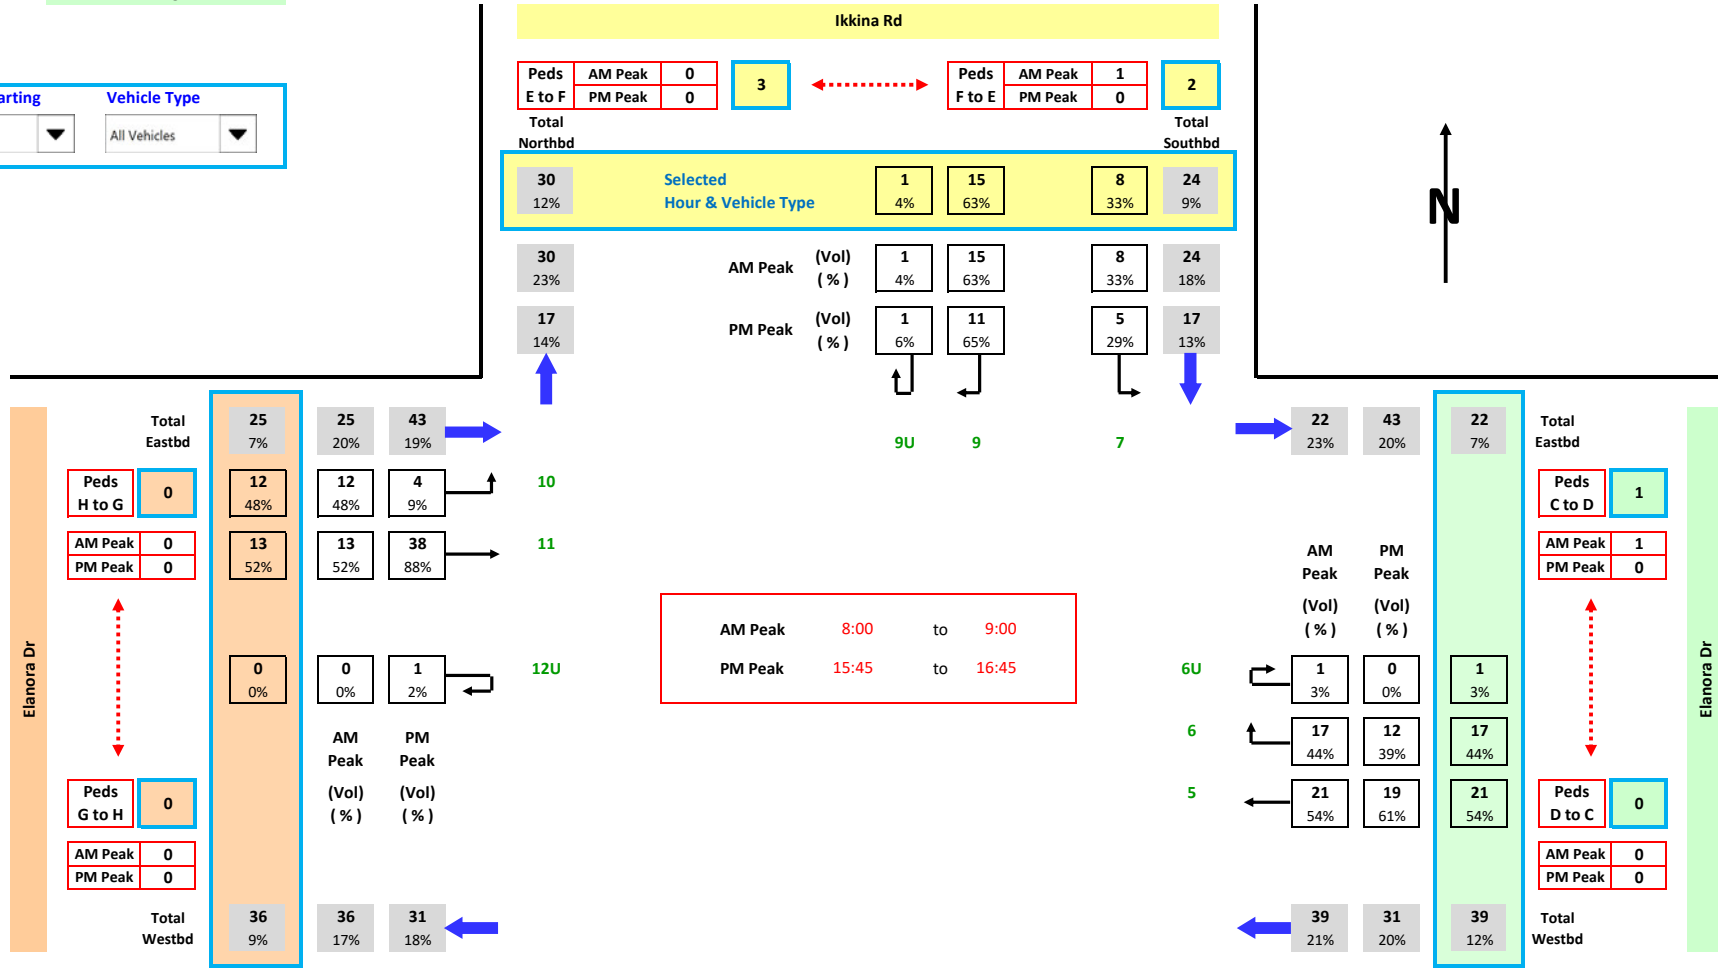 Ikkina Rd
Peds AM Peak 0
E to F PM Peak 0
3
Peds AM Peak 1
F to E PM Peak 0
2
arting Vehicle Type
All Vehicles
Total
Northbd
Total
Southbd
30 Selected 1 15 8 24
12% Hour & Vehicle Type 4% 63% 33% 9%
30 AM Peak (Vol) 1 15 8 24
23% ( % ) 4% 63% 33% 18%
17 PM Peak (Vol) 1 11 5 17
14% ( % ) 6% 65% 29% 13%
N
9U 9 7
Elanora Dr
Total 25 25 43
Eastbd 7% 20% 19%
Peds 0 12 12 4 10
H to G 48% 48% 9%
AM Peak 0 13 13 38 11
PM Peak 0 52% 52% 88%
0 0 1 12U
0% 0% 2%
AM PM
Peak Peak
(Vol) (Vol)
( % ) ( % )
Peds 0
G to H
AM Peak 0
PM Peak 0
Total 36 36 31
Westbd 9% 17% 18%
AM Peak 8:00 to 9:00
PM Peak 15:45 to 16:45
22 43 22 Total
23% 20% 7% Eastbd
Peds 1
C to D
AM Peak 1
PM Peak 0
AM PM
Peak Peak
(Vol) (Vol)
( % ) ( % )
6U 1 0 1
3% 0% 3%
6 17 12 17
44% 39% 44%
5 21 19 21
54% 61% 54%
Peds 0
D to C
AM Peak 0
PM Peak 0
39 31 39 Total
21% 20% 12% Westbd
Elanora Dr